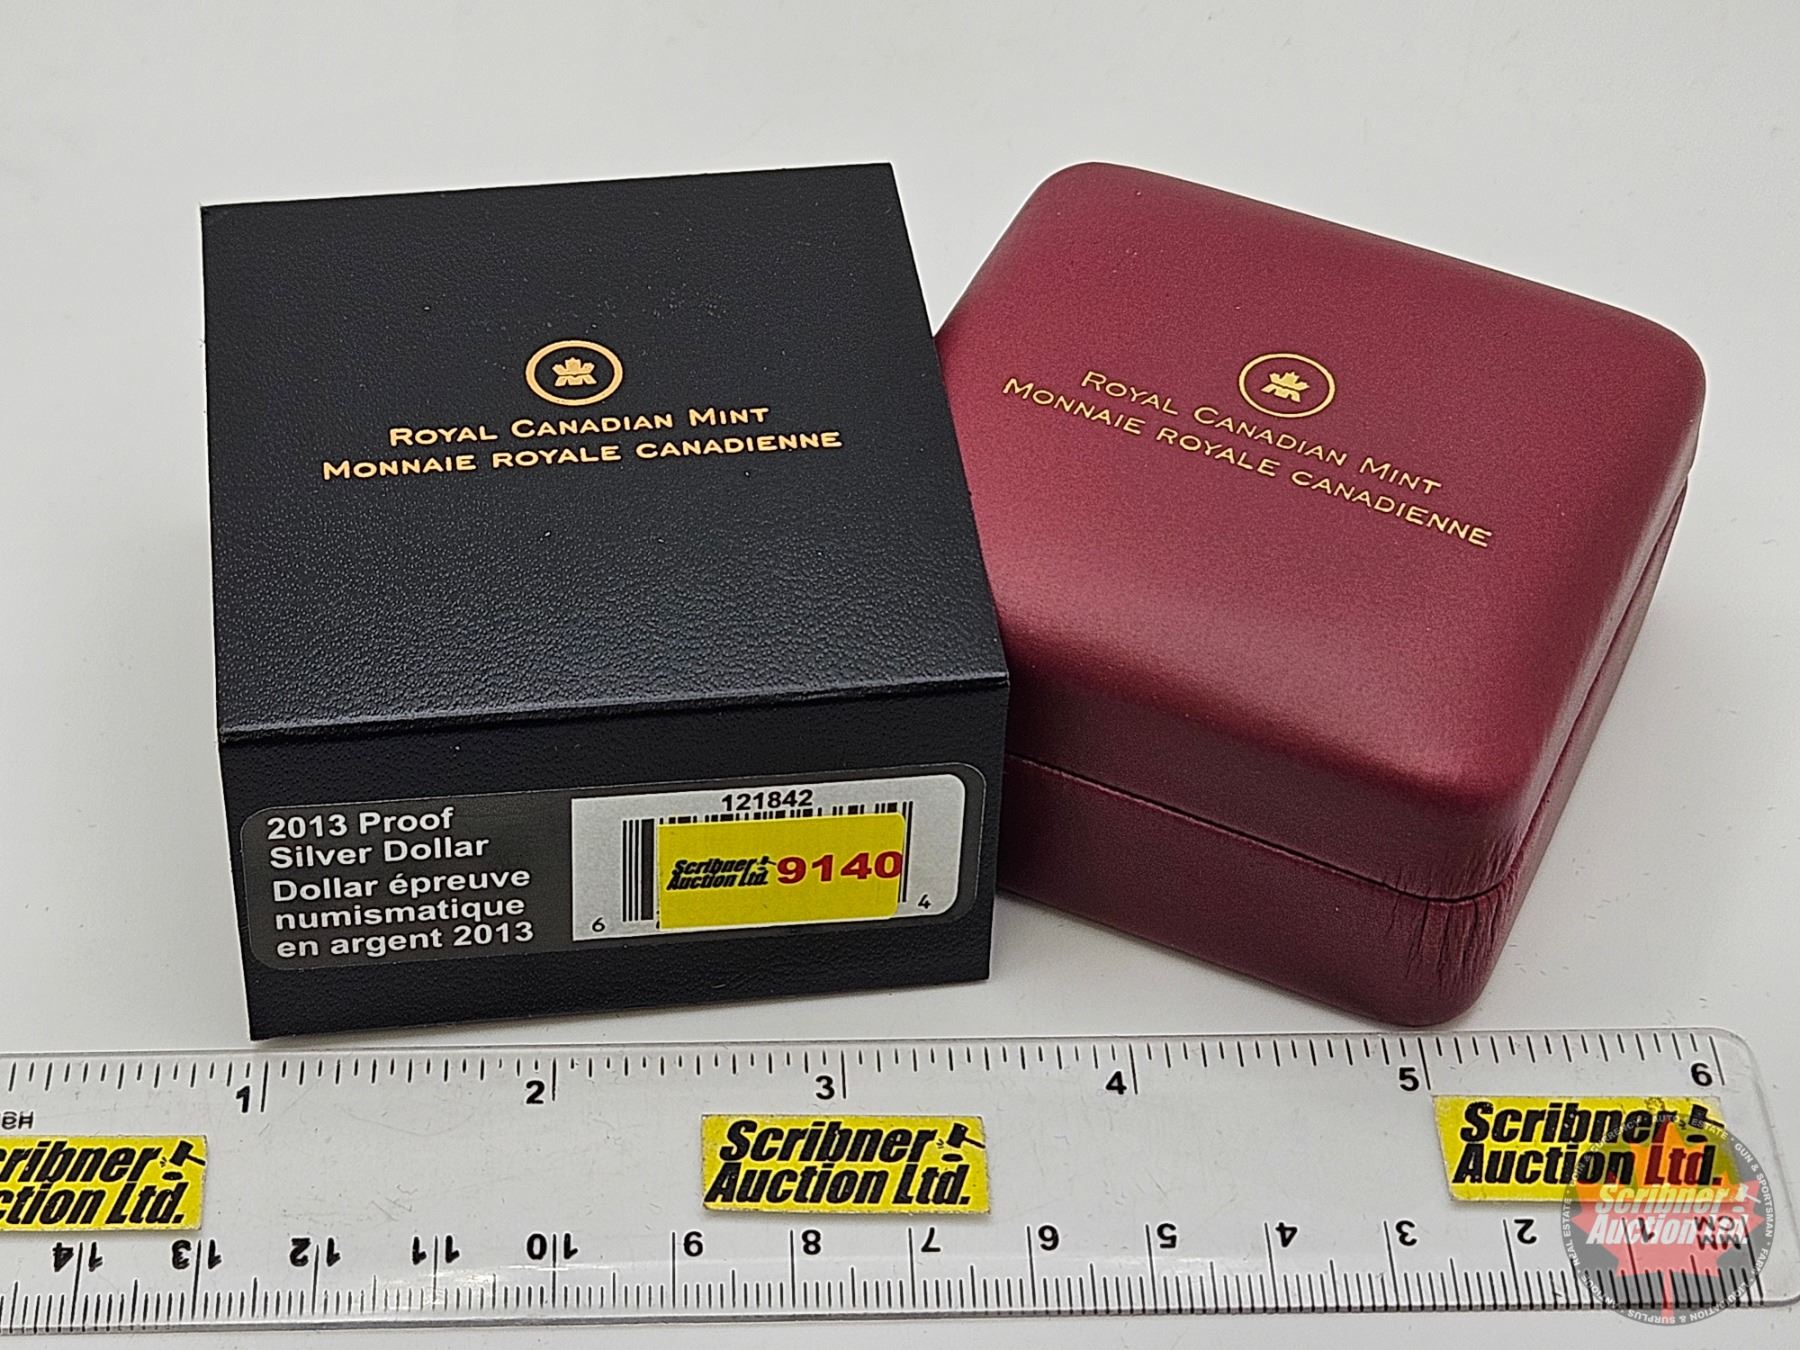 ROYAL CANADIAN MINT
MONNAIE ROYALE CANADIENNE
ROYAL CANADIAN MINT
MONNAIE ROYALE CANADIENNE
2013 Proof
Silver Dollar
Dollar épreuve
numismatique
en argent 2013
121842
6
4
Scribner
Auction Ltd.
9140
1 2 3 4 5 6
Scribner
Auction Ltd.
Scribner
Auction Ltd.
Scribner
Auction Ltd.
14 13 12 11 10 9 8 7 6 5 4 3 2 1
MM
CM
Scribner
Auction Ltd